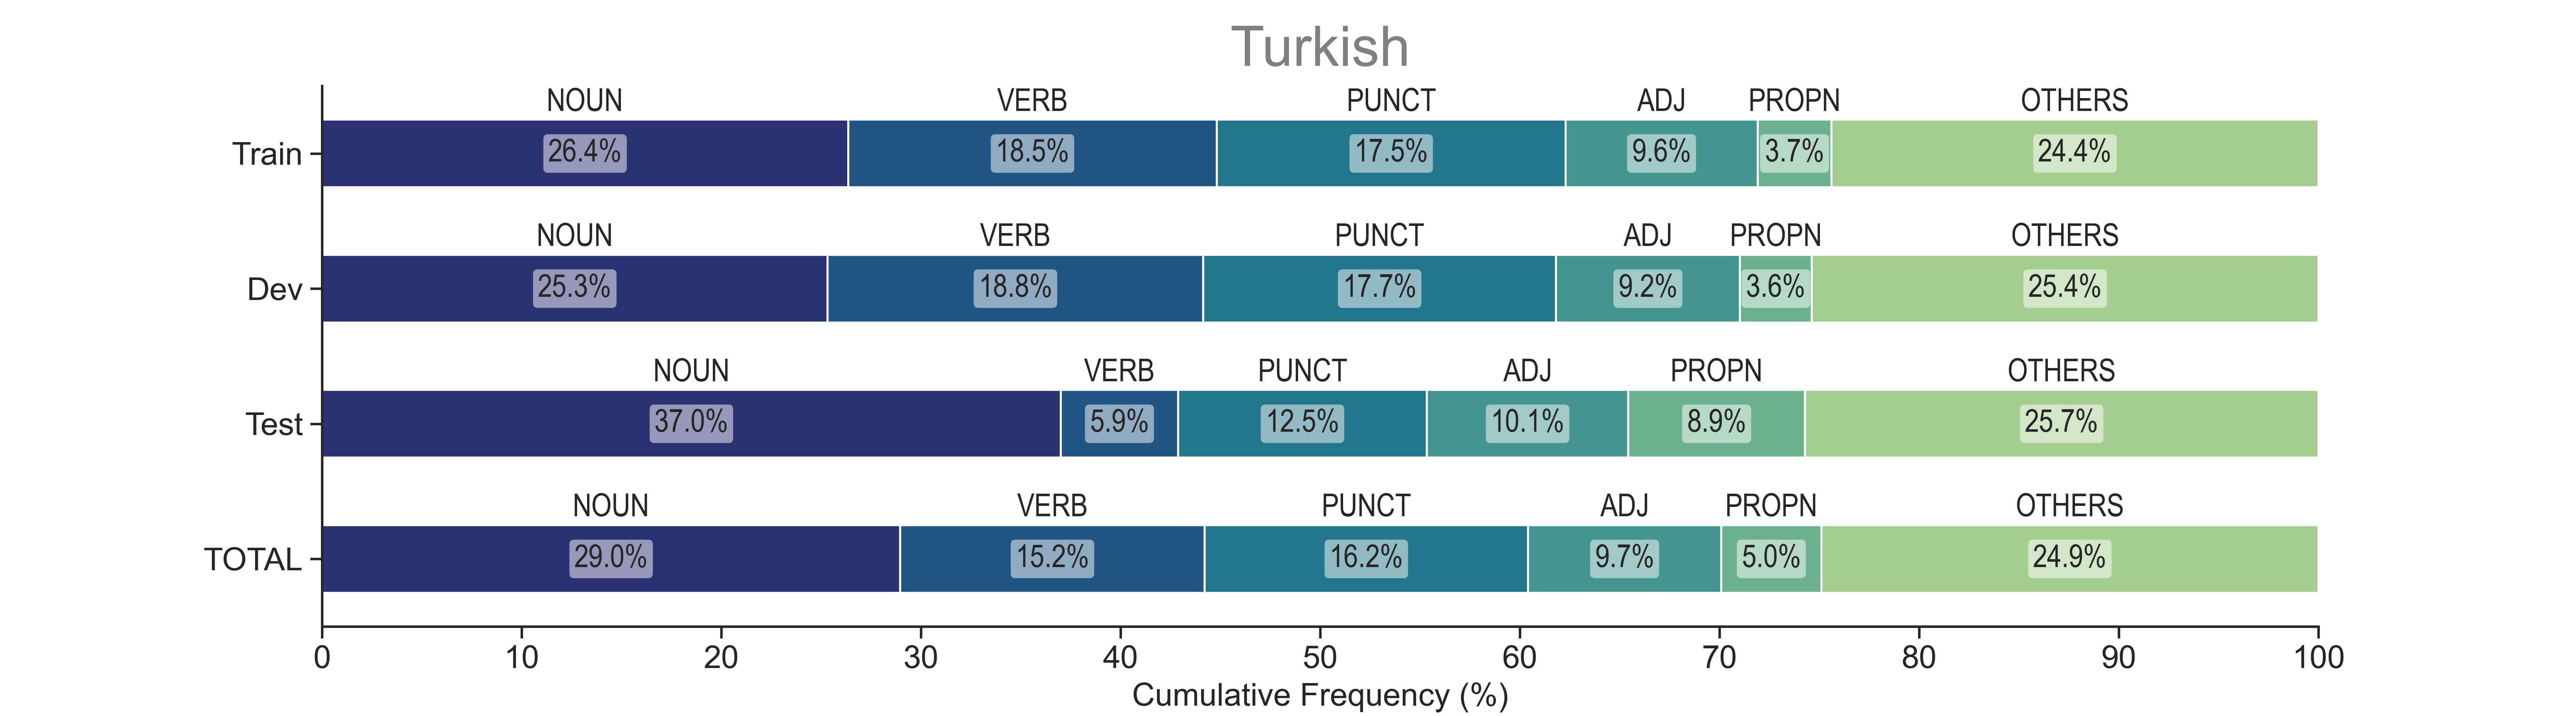 Turkish
NOUN VERB PUNCT ADJ PROPN OTHERS
Train 26.4% 18.5% 17.5% 9.6% 3.7% 24.4%
NOUN VERB PUNCT ADJ PROPN OTHERS
Dev 25.3% 18.8% 17.7% 9.2% 3.6% 25.4%
NOUN VERB PUNCT ADJ PROPN OTHERS
Test 37.0% 5.9% 12.5% 10.1% 8.9% 25.7%
NOUN VERB PUNCT ADJ PROPN OTHERS
TOTAL 29.0% 15.2% 16.2% 9.7% 5.0% 24.9%
0 10 20 30 40 50 60 70 80 90 100
Cumulative Frequency (%)